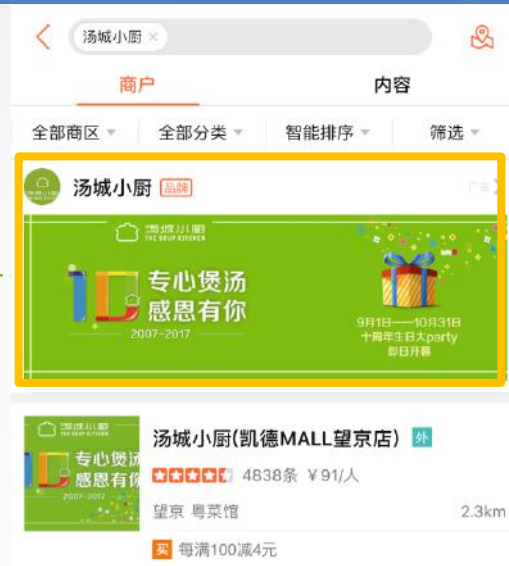 汤城小厨 ×
商户 内容
全部商区 全部分类 智能排序 筛选
汤城小厨 品牌 广告
汤城小厨
THE SOUP KITCHEN
10 专心煲汤
感恩有你
2007-2017
9月1日——10月31日
十周年生日大party
即日开幕
汤城小厨
THE SOUP KITCHEN
专心煲汤
感恩有你
2007-2017
汤城小厨(凯德MALL望京店) 外
4838条 ¥91/人
望京 粤菜馆 2.3km
买 每满100减4元